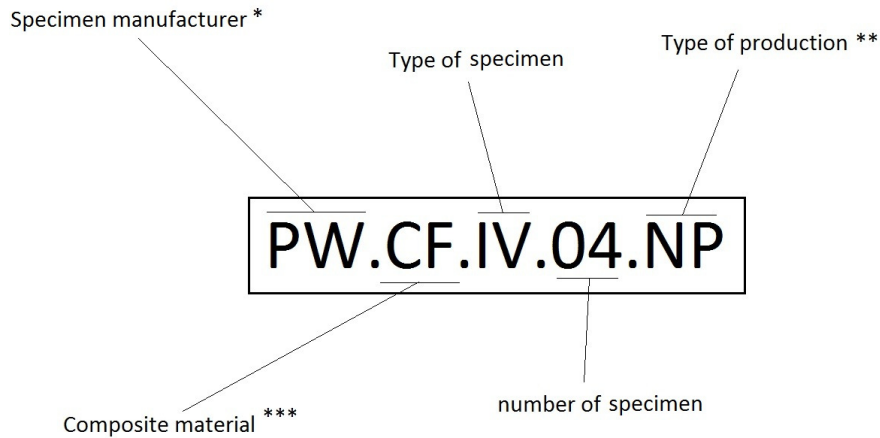 Specimen manufacturer *
Type of production **
Type of specimen
PW.CF.IV.04.NP
number of specimen
Composite material ***